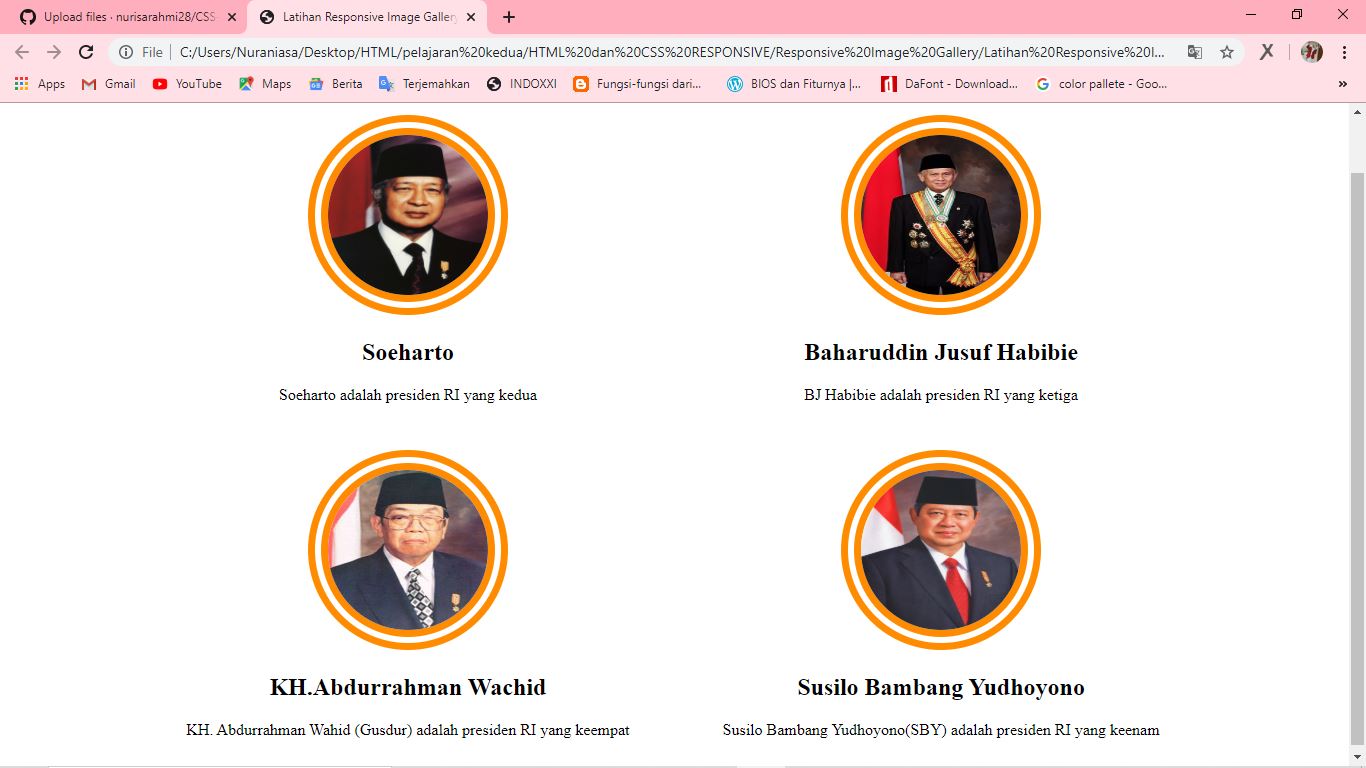 Upload files · nurisarahmi28/CSS-
Latihan Responsive Image Gallery
File
C:/Users/Nuraniasa/Desktop/HTML/pelajaran%20kedua/HTML%20dan%20CSS%20RESPONSIVE/Responsive%20Image%20Gallery/Latihan%20Responsive%20I...
Apps Gmail YouTube Maps Berita Terjemahkan INDOXXI Fungsi-fungsi dari... BIOS dan Fiturnya |... DaFont - Download... color pallete - Goo... »
Soeharto
Soeharto adalah presiden RI yang kedua
Baharuddin Jusuf Habibie
BJ Habibie adalah presiden RI yang ketiga
KH.Abdurrahman Wachid
KH. Abdurrahman Wahid (Gusdur) adalah presiden RI yang keempat
Susilo Bambang Yudhoyono
Susilo Bambang Yudhoyono(SBY) adalah presiden RI yang keenam